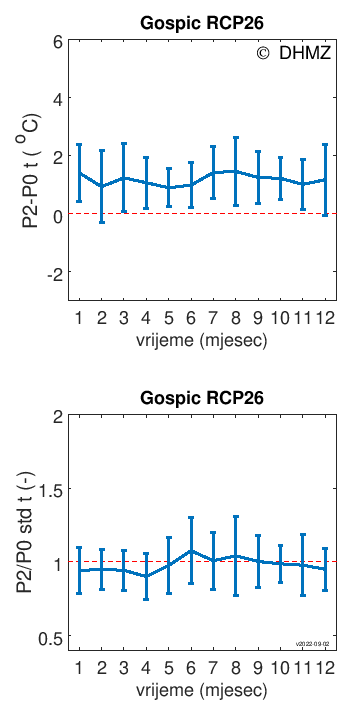 Gospic RCP26
© DHMZ
6
4
2
0
-2
P2-P0 t ( °C)
1 2 3 4 5 6 7 8 9 10 11 12
vrijeme (mjesec)
Gospic RCP26
2
1.5
1
0.5
P2/P0 std t (-)
v2022-09-02
1 2 3 4 5 6 7 8 9 10 11 12
vrijeme (mjesec)